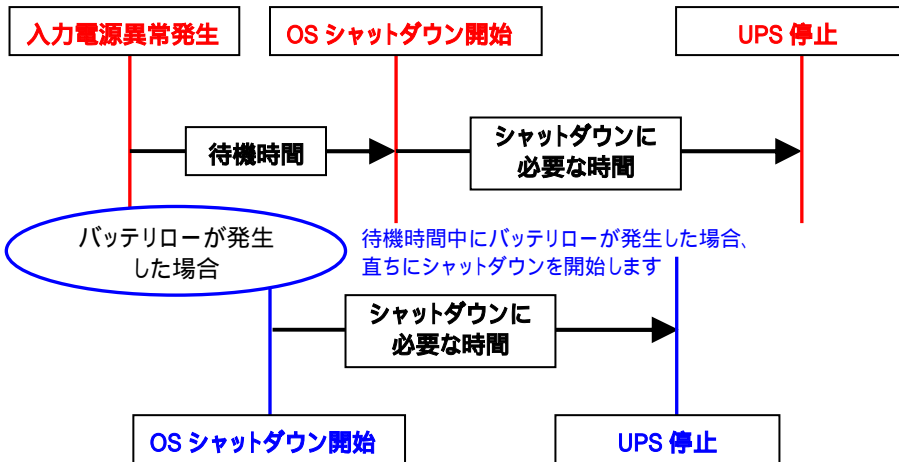 入力電源異常発生
OS シャットダウン開始
UPS 停止
待機時間
シャットダウンに
必要な時間
バッテリローが発生
した場合
待機時間中にバッテリローが発生した場合、
直ちにシャットダウンを開始します
シャットダウンに
必要な時間
OS シャットダウン開始
UPS 停止